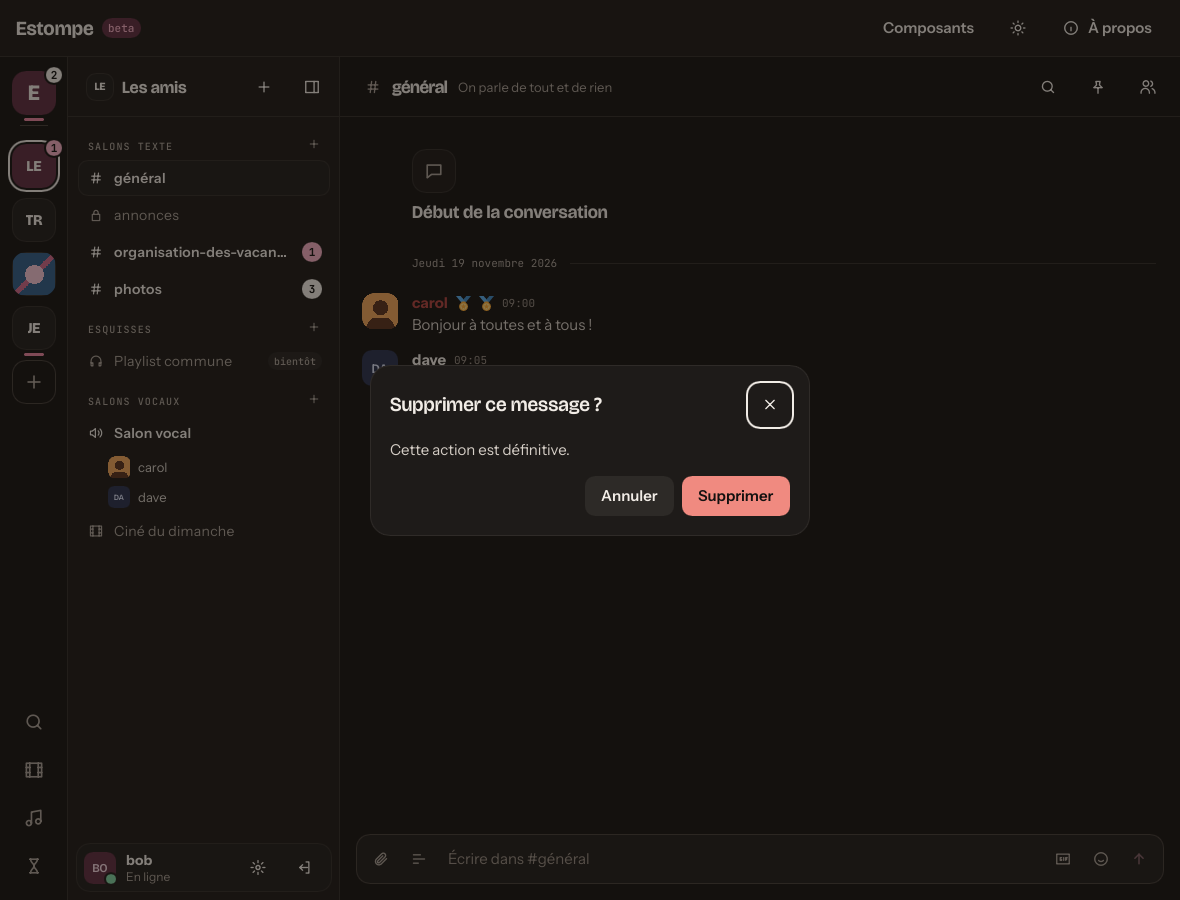 Estompe beta
Composants
À propos
E 2
LE 1
TR
JE
LE Les amis
SALONS TEXTE
# général
annonces
# organisation-des-vacan... 1
# photos 3
ESQUISSES
Playlist commune bientôt
SALONS VOCAUX
Salon vocal
carol
DA dave
Ciné du dimanche
BO bob
En ligne
# général On parle de tout et de rien
Début de la conversation
Jeudi 19 novembre 2026
carol 09:00
Bonjour à toutes et à tous !
dave 09:05
Supprimer ce message ?
Cette action est définitive.
Annuler Supprimer
Écrire dans #général
GIF